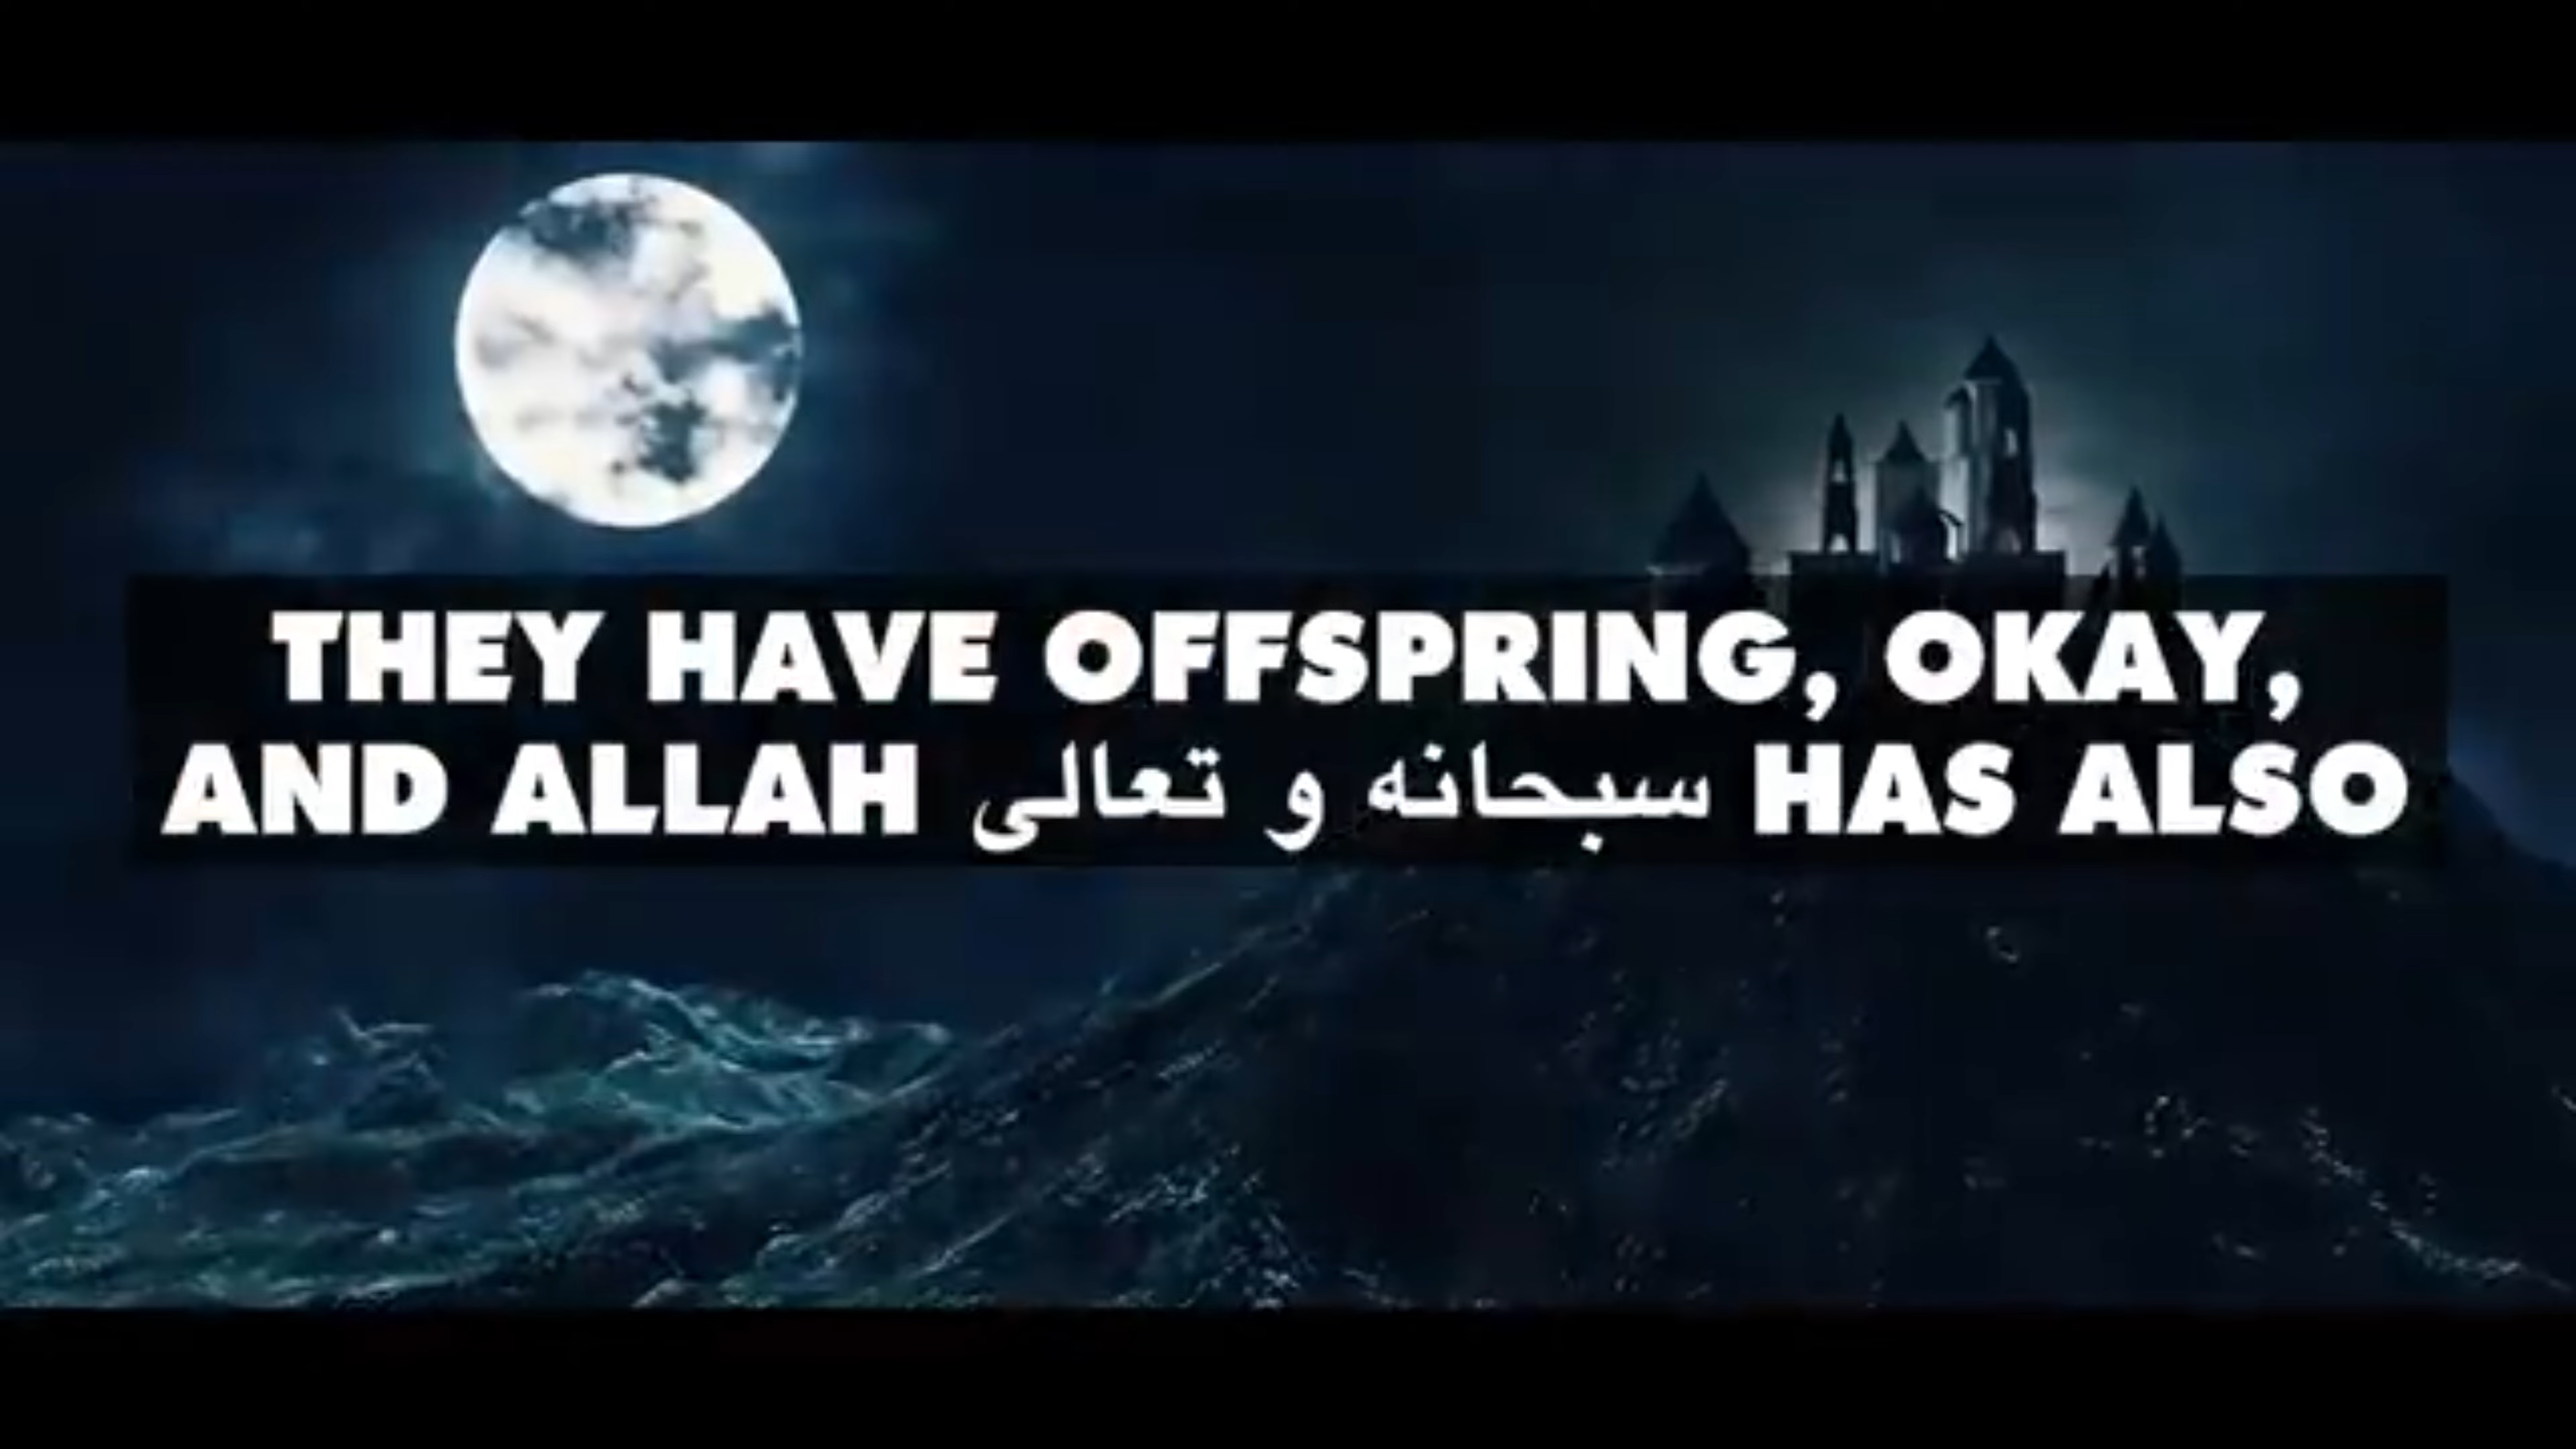 THEY HAVE OFFSPRING, OKAY,
AND ALLAH سبحانه و تعالى HAS ALSO